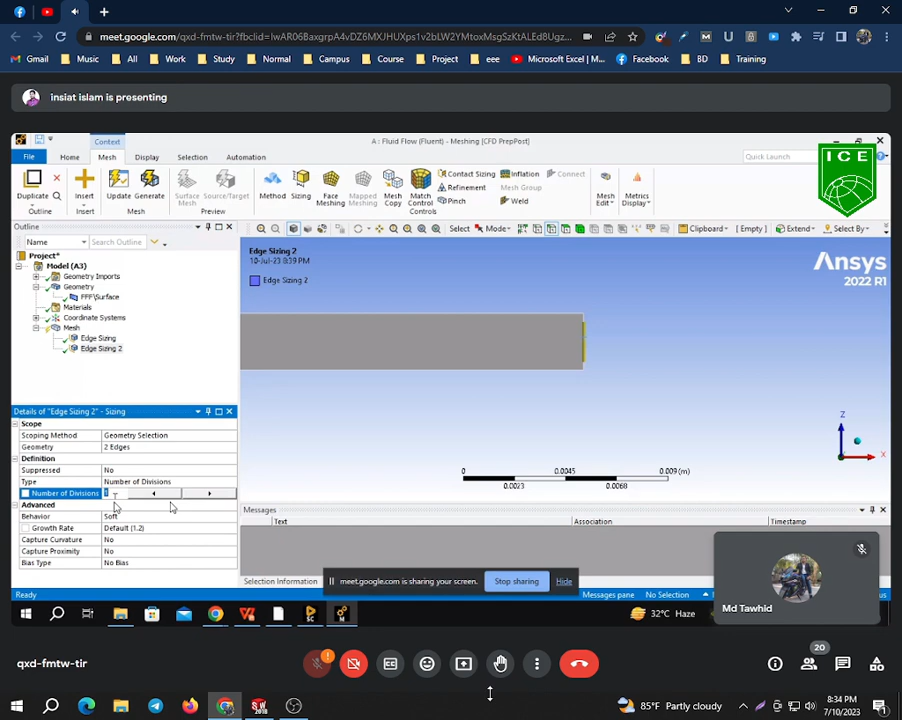 meet.google.com/qxd-fmtw-tir?fbclid=IwAR06BaxgrpA4vDZ6MXJHUXps1v2bLW2YMtoxMsgSzKtALEd8Ugz...
Gmail Music All Work Study Normal Campus Course Project eee Microsoft Excel | M... Facebook BD Training
insiat islam is presenting
Context
A : Fluid Flow (Fluent) - Meshing [CFD PrepPost]
File Home Mesh Display Selection Automation
Quick Launch
ICE
Duplicate Insert Update Generate Surface Mesh Source/Target Method Sizing Face Meshing Mapped Meshing Mesh Copy Match Control Contact Sizing Refinement Pinch Inflation Mesh Group Weld Connect Mesh Edit Metrics Display
Outline Insert Mesh Preview Controls
Select Mode Clipboard [ Empty ] Extend Select By
Outline
Name Search Outline
Project*
Model (A3)
Geometry Imports
Geometry
FFF\Surface
Materials
Coordinate Systems
Mesh
Edge Sizing
Edge Sizing 2
Edge Sizing 2
10-Jul-23 8:39 PM
Edge Sizing 2
Ansys
2022 R1
Z
X
0 0.0045 0.009 (m)
0.0023 0.0068
Details of "Edge Sizing 2" - Sizing
Scope
Scoping Method Geometry Selection
Geometry 2 Edges
Definition
Suppressed No
Type Number of Divisions
Number of Divisions 1
Advanced
Behavior Soft
Growth Rate Default (1.2)
Capture Curvature No
Capture Proximity No
Bias Type No Bias
Messages
Text Association Timestamp
Selection Information
meet.google.com is sharing your screen. Stop sharing Hide
Ready Messages pane No Selection
Md Tawhid
32°C Haze
qxd-fmtw-tir
20
85°F Partly cloudy
8:34 PM
7/10/2023